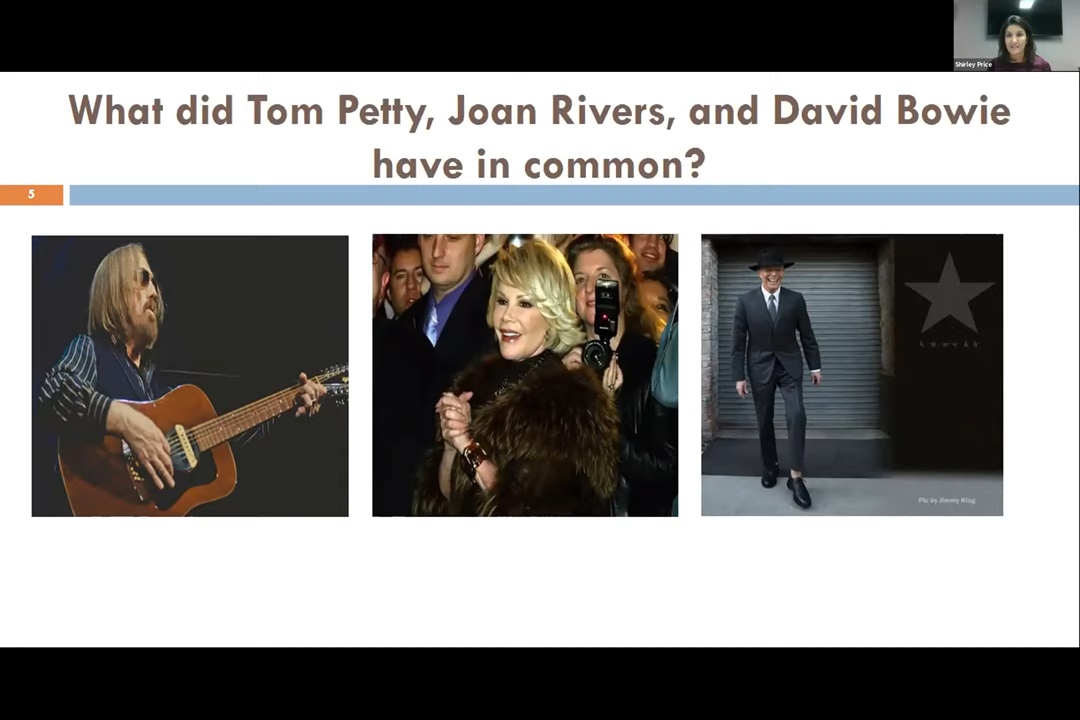 Shirley Price
What did Tom Petty, Joan Rivers, and David Bowie
have in common?
5
Pic by Jimmy King